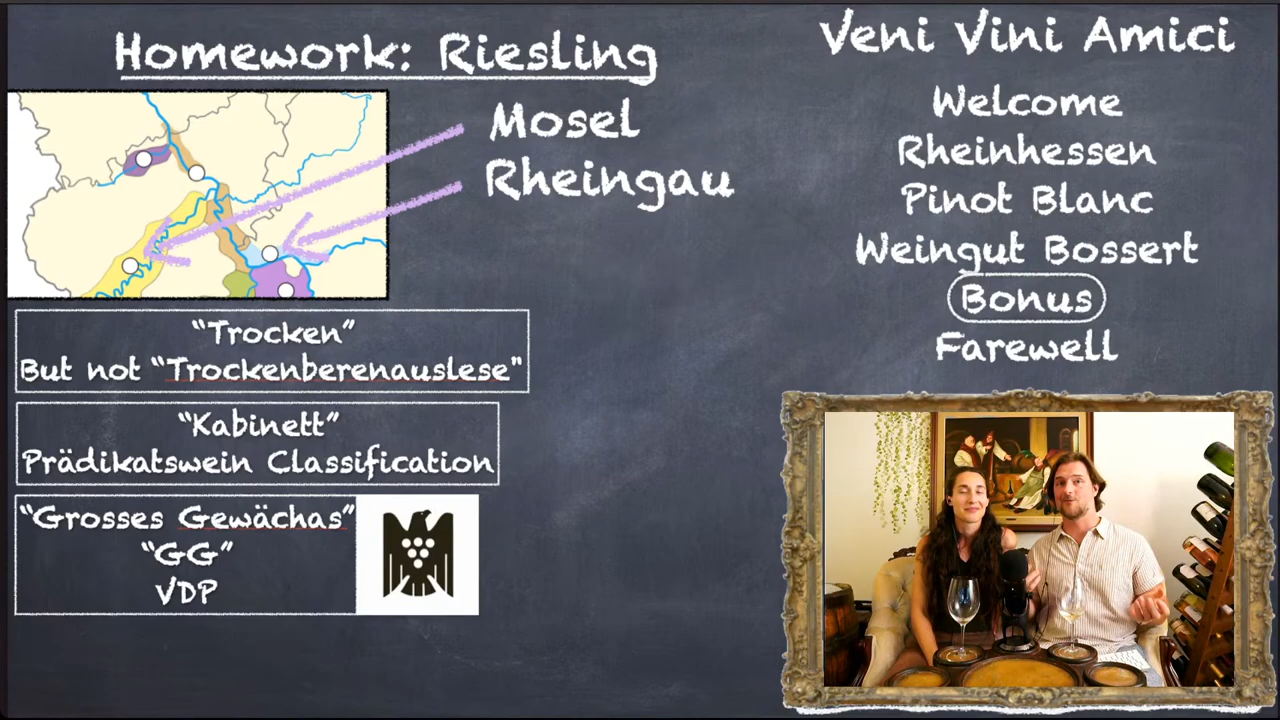 Homework: Riesling
Mosel
Rheingau
"Trocken"
But not "Trockenberenauslese"
"Kabinett"
Prädikatswein Classification
"Grosses Gewächas"
"GG"
VDP
Veni Vini Amici
Welcome
Rheinhessen
Pinot Blanc
Weingut Bossert
Bonus
Farewell